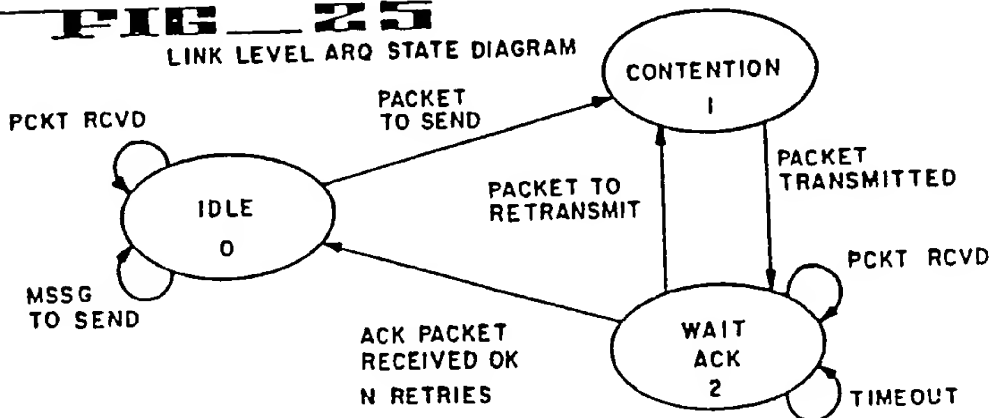 FIG__25
LINK LEVEL ARQ STATE DIAGRAM
CONTENTION
1
PCKT RCVD
PACKET
TO SEND
IDLE
0
PACKET TO
RETRANSMIT
PACKET
TRANSMITTED
MSSG
TO SEND
ACK PACKET
RECEIVED OK
N RETRIES
WAIT
ACK
2
PCKT RCVD
TIMEOUT